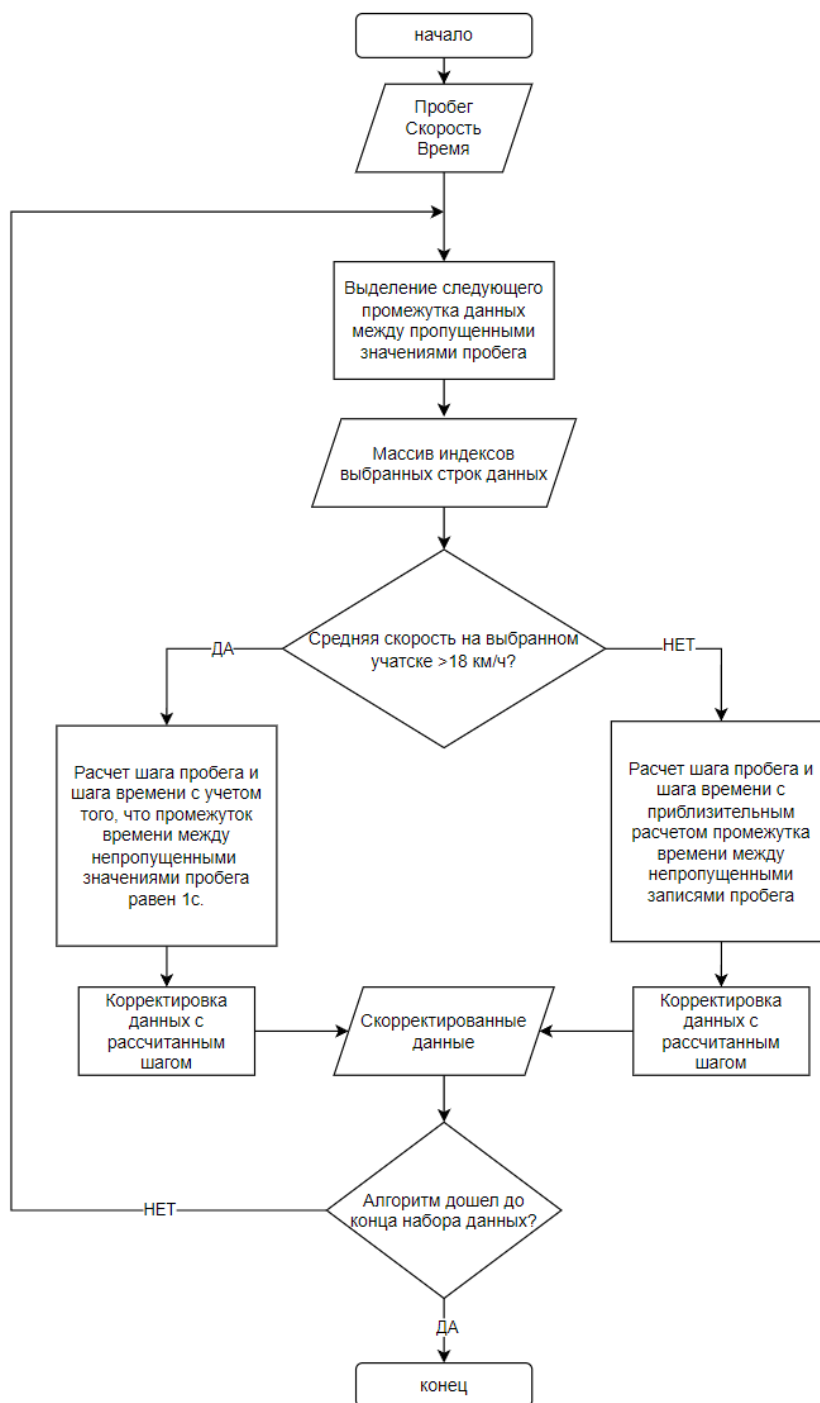 начало
Пробег
Скорость
Время
Выделение следующего
промежутка данных
между пропущенными
значениями пробега
Массив индексов
выбранных строк данных
Средняя скорость на выбранном
учатске >18 км/ч?
ДА
НЕТ
Расчет шага пробега и
шага времени с учетом
того, что промежуток
времени между
непропущенными
значениями пробега
равен 1с.
Расчет шага пробега и
шага времени с
приблизительным
расчетом промежутка
времени между
непропущенными
записями пробега
Корректировка
данных с
рассчитанным
шагом
Скорректированные
данные
Корректировка
данных с
рассчитанным
шагом
Алгоритм дошел до
конца набора данных?
НЕТ
ДА
конец